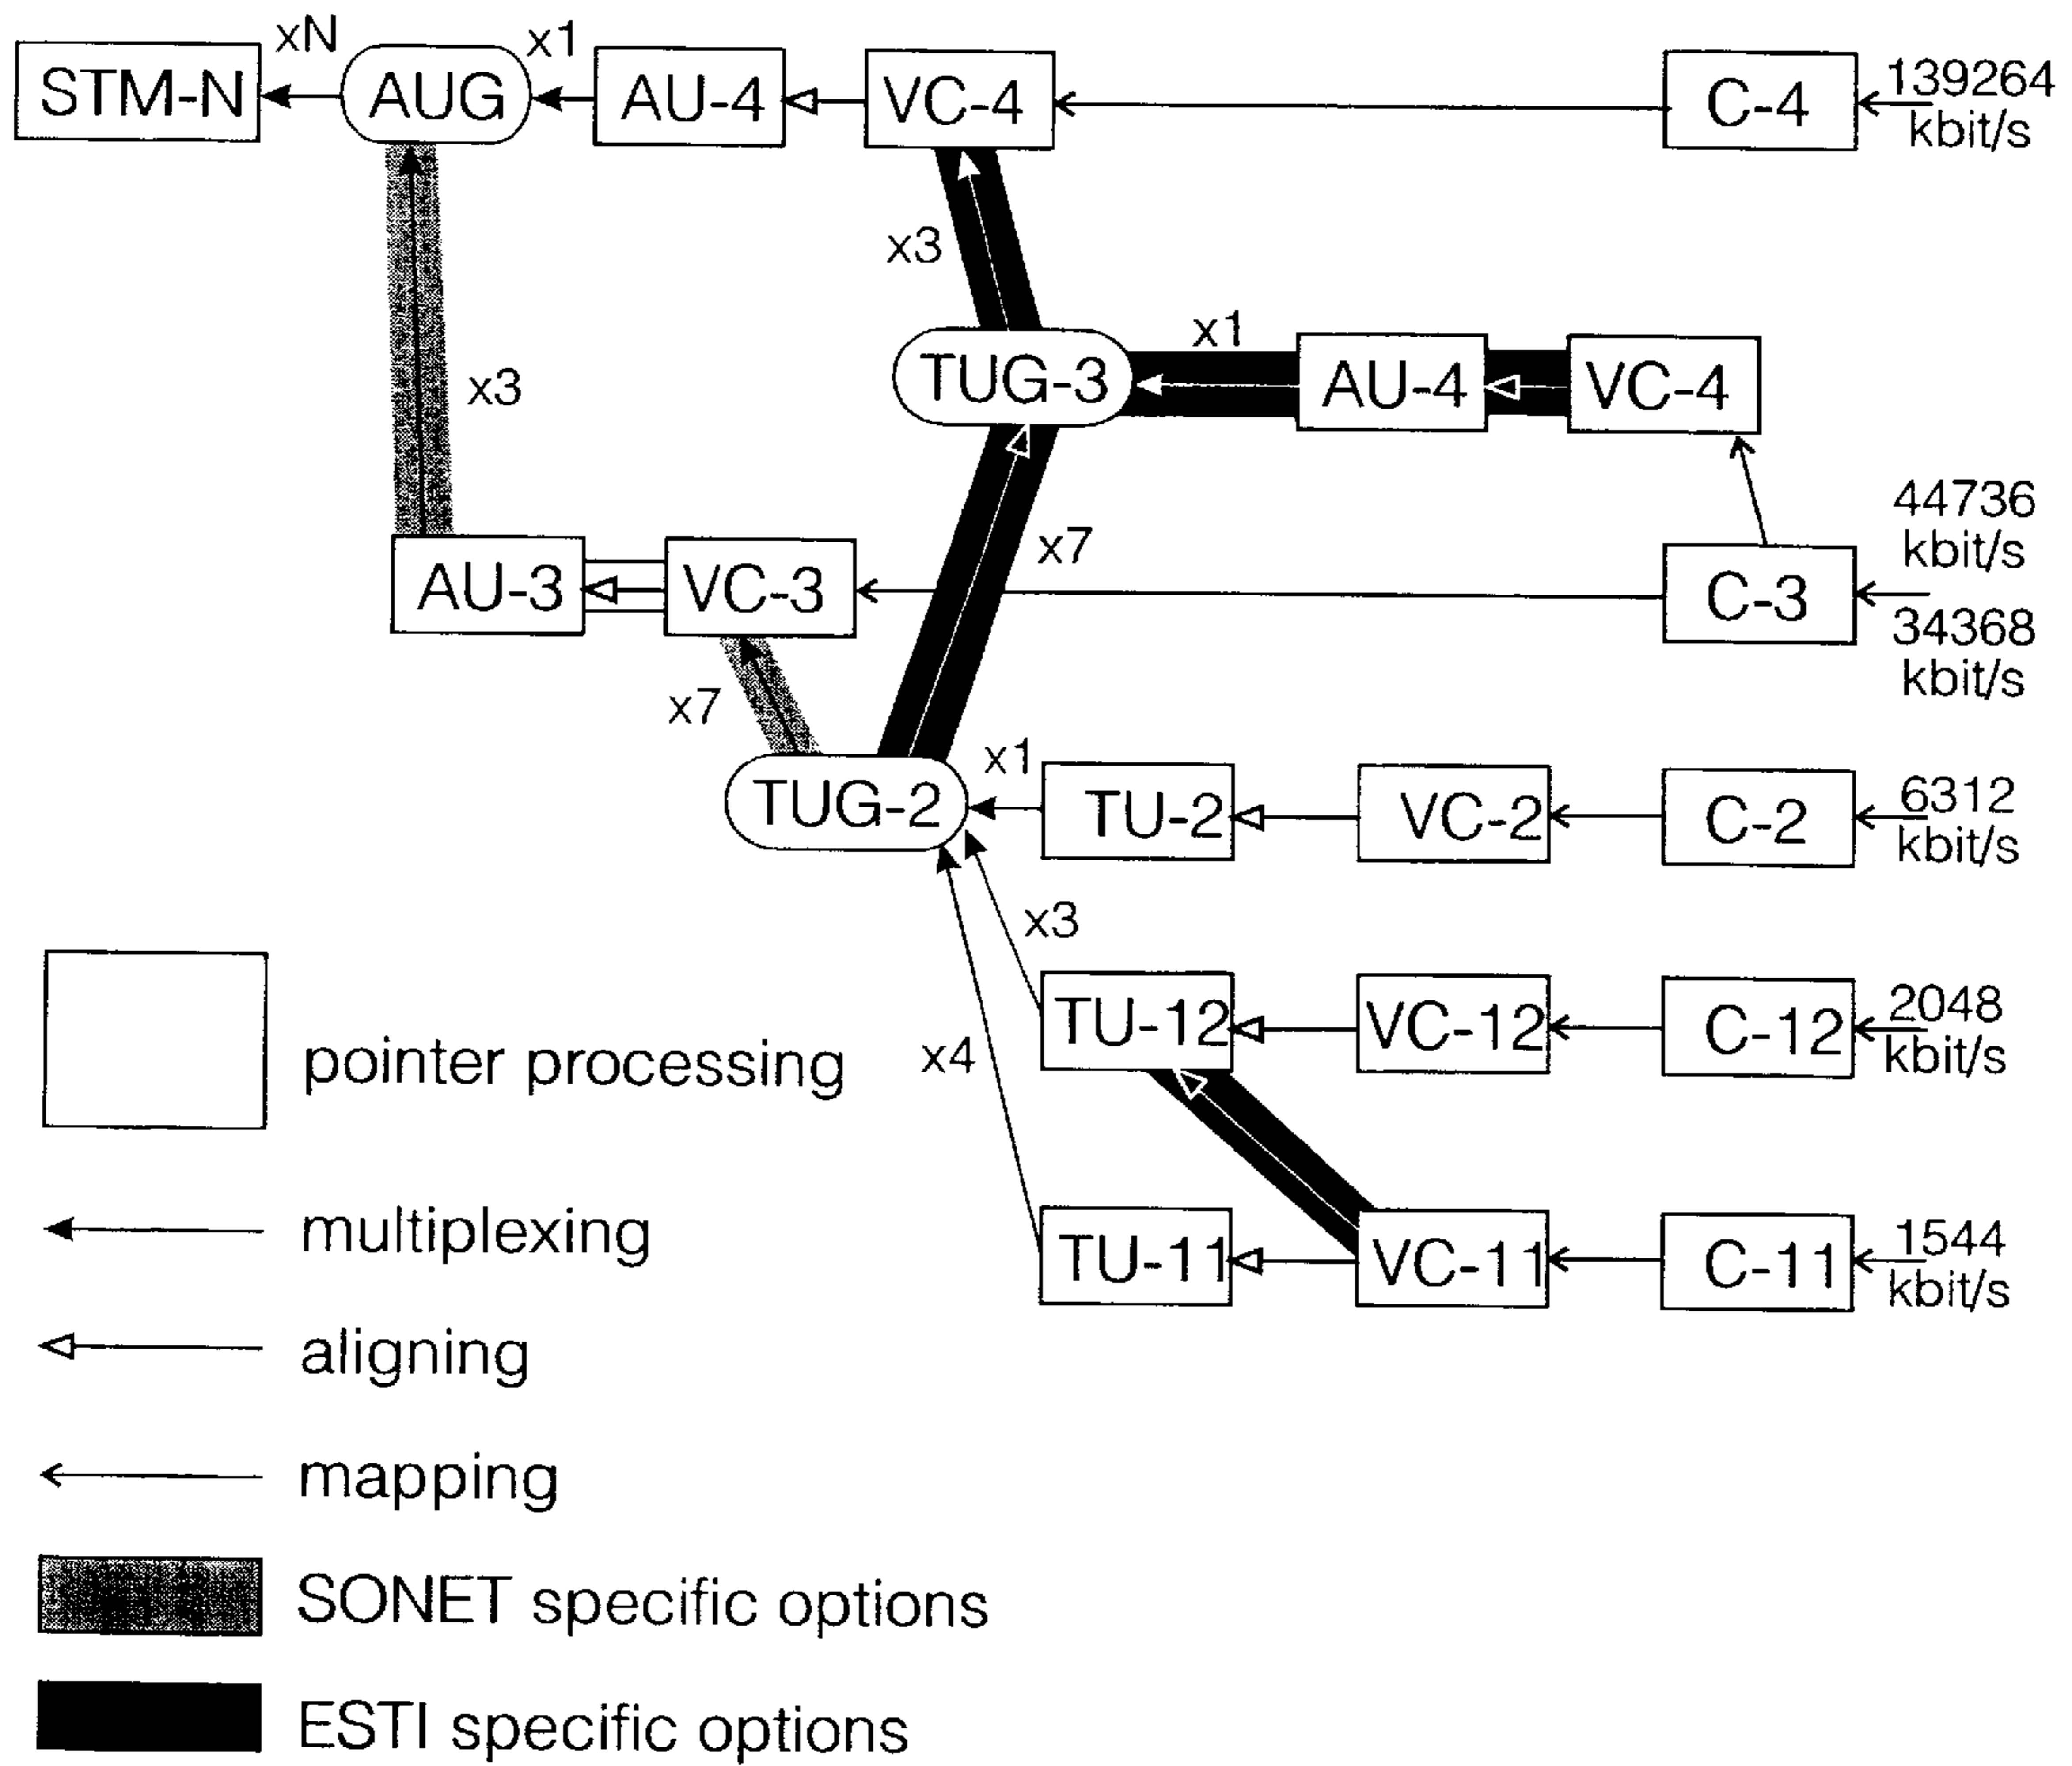 xN
x1
STM-N
AUG
AU-4
VC-4
C-4
139264
kbit/s
x3
x1
TUG-3
AU-4
VC-4
x3
44736
kbit/s
x7
AU-3
VC-3
C-3
34368
kbit/s
x7
x1
TUG-2
TU-2
VC-2
C-2
6312
kbit/s
x3
TU-12
VC-12
C-12
2048
kbit/s
x4
pointer processing
TU-11
VC-11
C-11
1544
kbit/s
multiplexing
aligning
mapping
SONET specific options
ESTI specific options